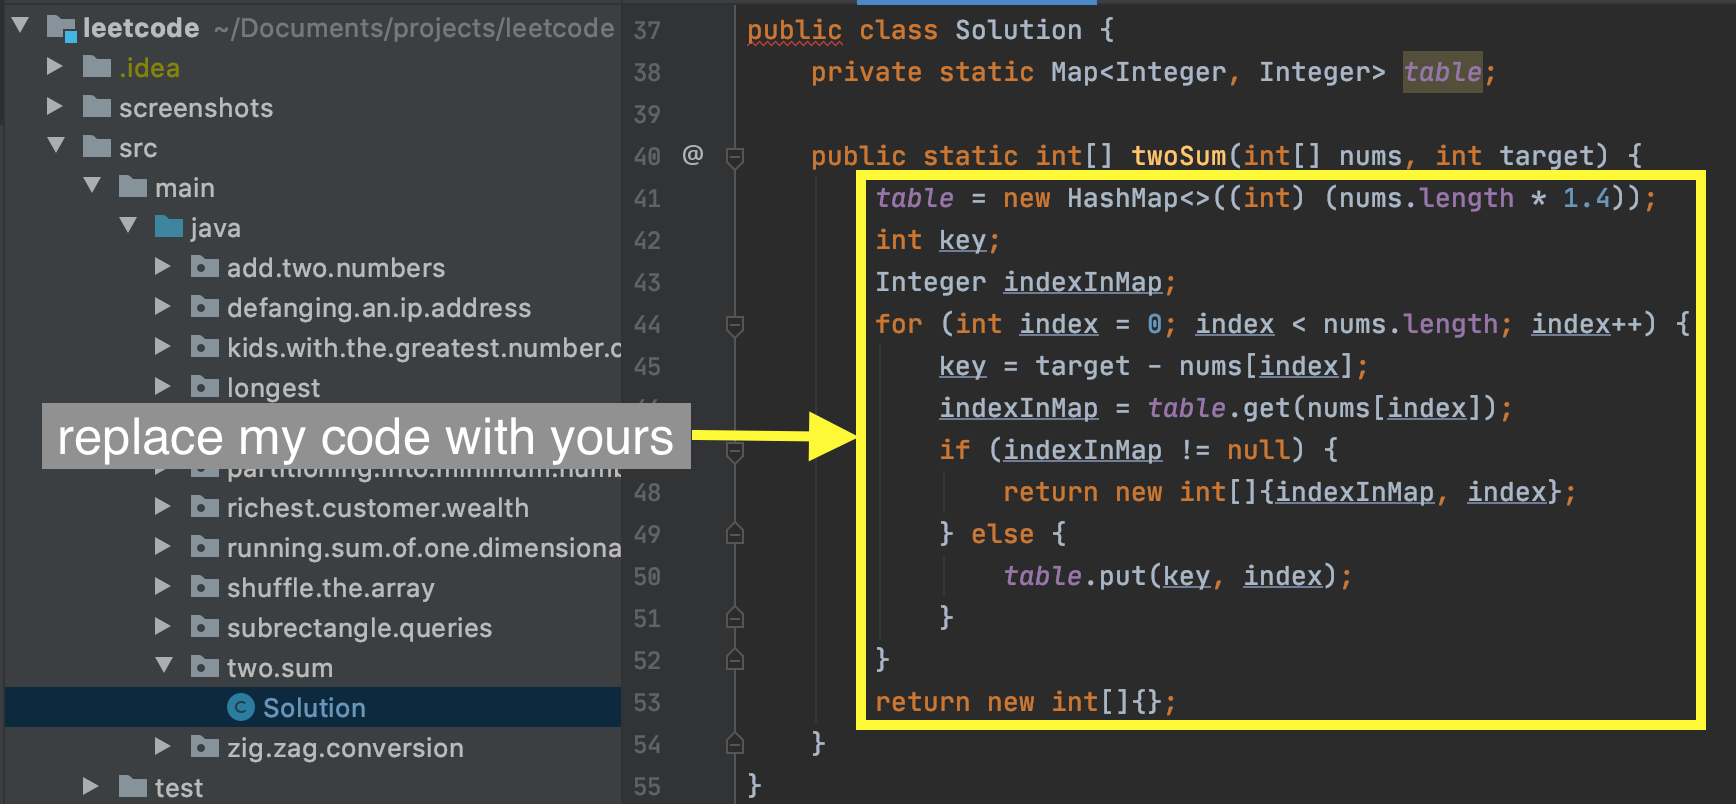 leetcode ~/Documents/projects/leetcode
.idea
screenshots
src
main
java
add.two.numbers
defanging.an.ip.address
kids.with.the.greatest.number.
longest
replace my code with yours
partitioning.into.minimum.numb
richest.customer.wealth
running.sum.of.one.dimensiona
shuffle.the.array
subrectangle.queries
two.sum
C Solution
zig.zag.conversion
test
37 public class Solution {
38 private static Map<Integer, Integer> table;
39
40 @ public static int[] twoSum(int[] nums, int target) {
41 table = new HashMap<>((int) (nums.length * 1.4));
42 int key;
43 Integer indexInMap;
44 for (int index = 0; index < nums.length; index++) {
45 key = target - nums[index];
indexInMap = table.get(nums[index]);
if (indexInMap != null) {
48 return new int[]{indexInMap, index};
49 } else {
50 table.put(key, index);
51 }
52 }
53 return new int[]{};
54 }
55 }